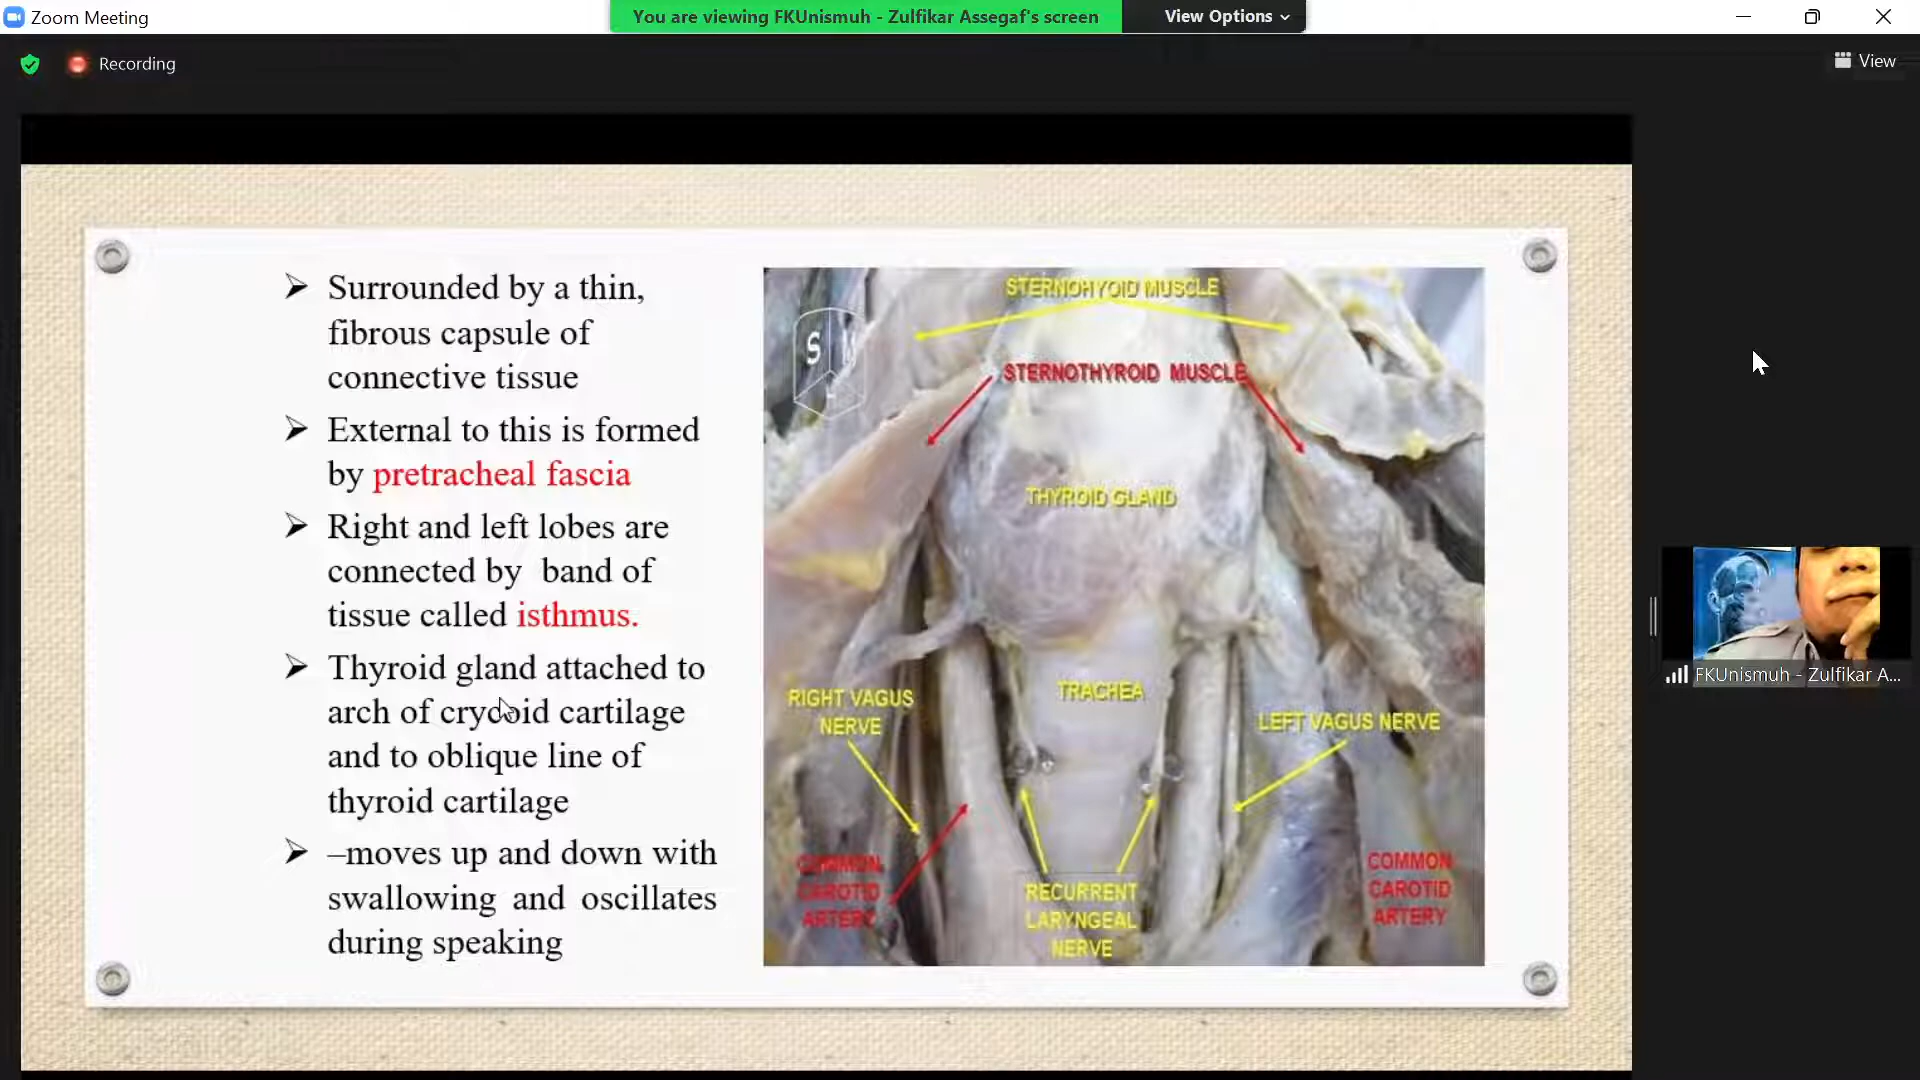 Zoom Meeting
You are viewing FKUnismuh - Zulfikar Assegaf's screen
View Options
Recording
View
Surrounded by a thin,
fibrous capsule of
connective tissue
External to this is formed
by pretracheal fascia
Right and left lobes are
connected by band of
tissue called isthmus.
Thyroid gland attached to
arch of crycoid cartilage
and to oblique line of
thyroid cartilage
–moves up and down with
swallowing and oscillates
during speaking
STERNOHYOID MUSCLE
S
STERNOTHYROID MUSCLE
THYROID GLAND
TRACHEA
RIGHT VAGUS
NERVE
LEFT VAGUS NERVE
COMMON
CAROTID
ARTERY
RECURRENT
LARYNGEAL
NERVE
COMMON
CAROTID
ARTERY
FKUnismuh - Zulfikar A...